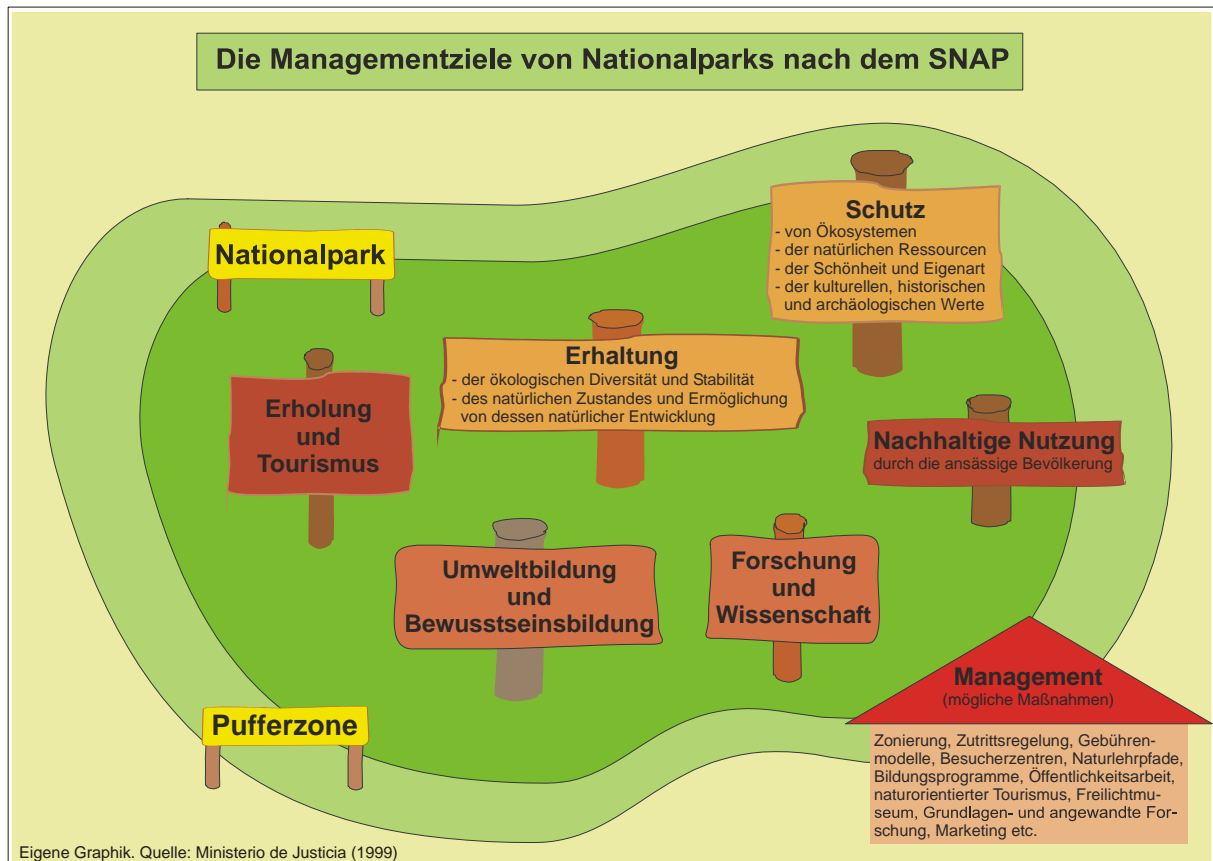 Die Managementziele von Nationalparks nach dem SNAP
Schutz
- von Ökosystemen
- der natürlichen Ressourcen
- der Schönheit und Eigenart
- der kulturellen, historischen
und archäologischen Werte
Nationalpark
Erhaltung
- der ökologischen Diversität und Stabilität
- des natürlichen Zustandes und Ermöglichung
von dessen natürlicher Entwicklung
Erholung
und
Tourismus
Nachhaltige Nutzung
durch die ansässige Bevölkerung
Umweltbildung
und
Bewusstseinsbildung
Forschung
und
Wissenschaft
Management
(mögliche Maßnahmen)
Zonierung, Zutrittsregelung, Gebühren-
modelle, Besucherzentren, Naturlehrpfade,
Bildungsprogramme, Öffentlichkeitsarbeit,
naturorientierter Tourismus, Freilichtmu-
seum, Grundlagen- und angewandte For-
schung, Marketing etc.
Pufferzone
Eigene Graphik. Quelle: Ministerio de Justicia (1999)